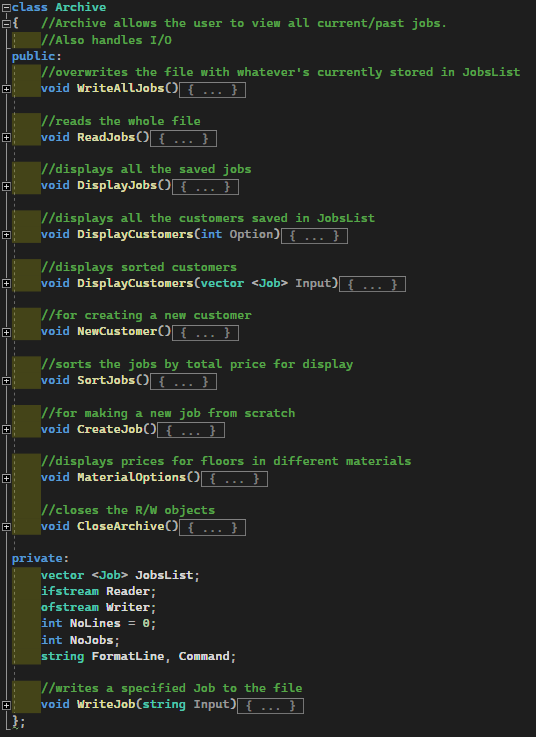 class Archive
{   //Archive allows the user to view all current/past jobs.
    //Also handles I/O
public:
    //overwrites the file with whatever's currently stored in JobsList
    void WriteAllJobs(){ ... }

    //reads the whole file
    void ReadJobs(){ ... }

    //displays all the saved jobs
    void DisplayJobs(){ ... }

    //displays all the customers saved in JobsList
    void DisplayCustomers(int Option){ ... }

    //displays sorted customers
    void DisplayCustomers(vector <Job> Input){ ... }

    //for creating a new customer
    void NewCustomer(){ ... }

    //sorts the jobs by total price for display
    void SortJobs(){ ... }

    //for making a new job from scratch
    void CreateJob(){ ... }

    //displays prices for floors in different materials
    void MaterialOptions(){ ... }

    //closes the R/W objects
    void CloseArchive(){ ... }

private:
    vector <Job> JobsList;
    ifstream Reader;
    ofstream Writer;
    int NoLines = 0;
    int NoJobs;
    string FormatLine, Command;

    //writes a specified Job to the file
    void WriteJob(string Input){ ... }
};